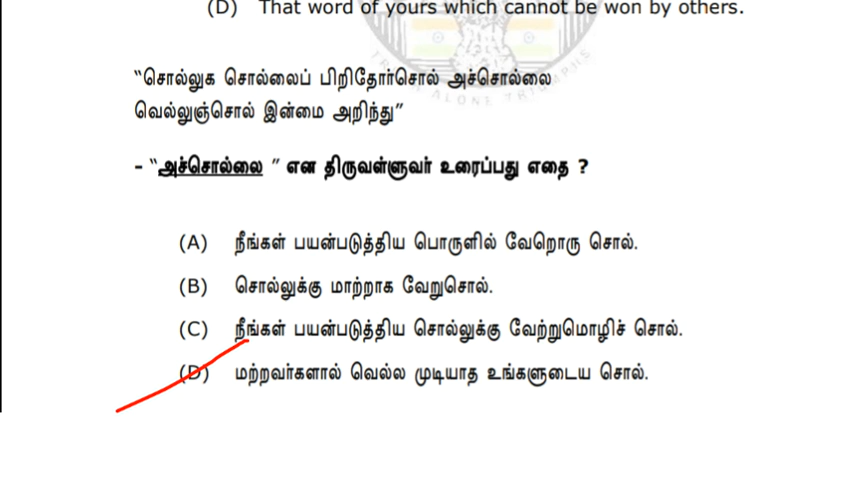 (D) That word of yours which cannot be won by others.
"சொல்லுக சொல்லைப் பிறிதோர்சொல் அச்சொல்லை
வெல்லுஞ்சொல் இன்மை அறிந்து"
- "அச்சொல்லை " என திருவள்ளுவர் உரைப்பது எதை ?
(A) நீங்கள் பயன்படுத்திய பொருளில் வேறொரு சொல்.
(B) சொல்லுக்கு மாற்றாக வேறுசொல்.
(C) நீங்கள் பயன்படுத்திய சொல்லுக்கு வேற்றுமொழிச் சொல்.
(D) மற்றவர்களால் வெல்ல முடியாத உங்களுடைய சொல்.